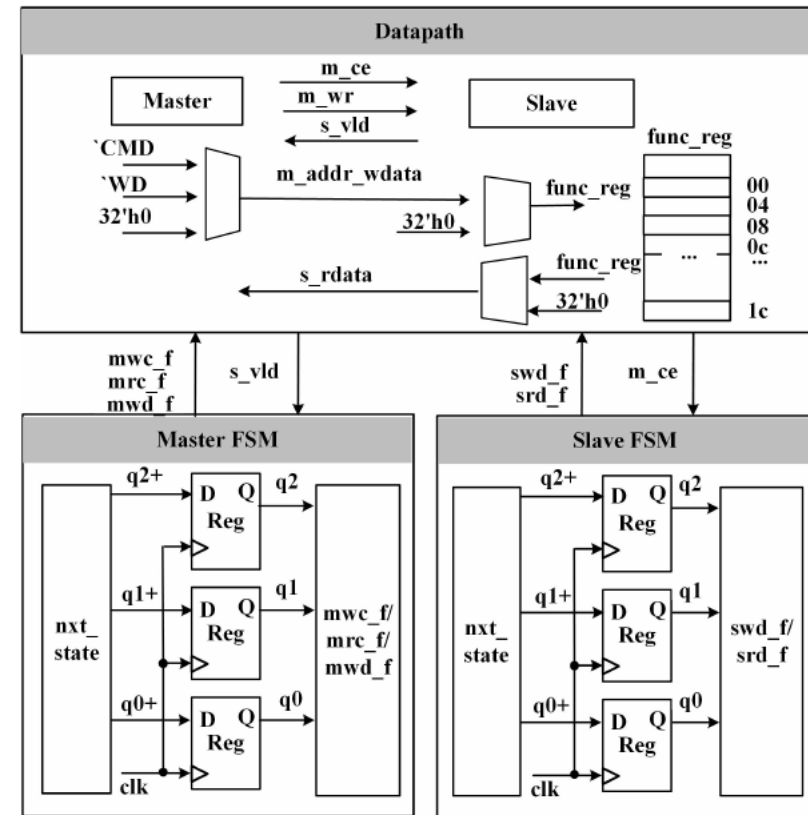 Datapath
Master
m_ce
m_wr
s_vld
Slave
func_reg
`CMD
`WD
32'h0
m_addr_wdata
32'h0
func_reg
00
04
08
0c
...
...
1c
s_rdata
func_reg
32'h0
mwc_f
mrc_f
mwd_f
s_vld
swd_f
srd_f
m_ce
Master FSM
nxt_
state
q2+
D Q
Reg
q2
q1+
D Q
Reg
q1
q0+
D Q
Reg
q0
clk
mwc_f/
mrc_f/
mwd_f
Slave FSM
nxt_
state
q2+
D Q
Reg
q2
q1+
D Q
Reg
q1
q0+
D Q
Reg
q0
clk
swd_f/
srd_f